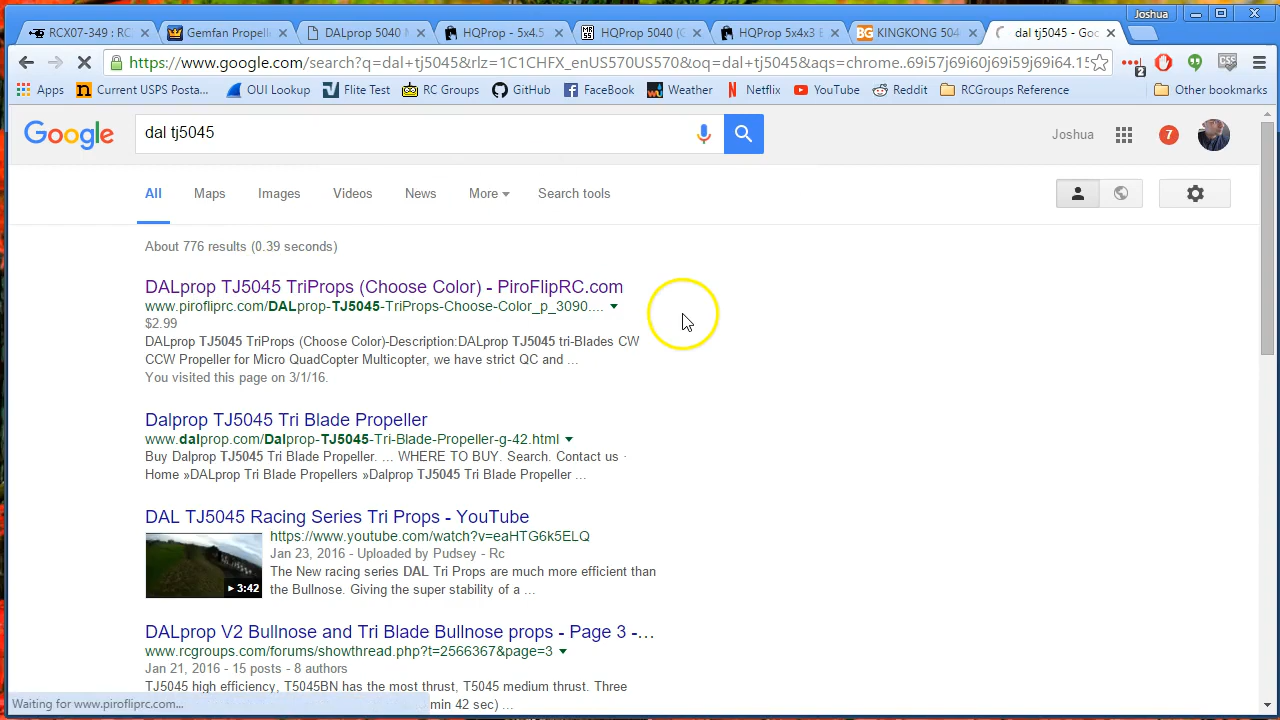 Joshua
RCX07-349 : RC
Gemfan Propell
DALprop 5040
HQProp - 5x4.5
HQProp 5040 (
HQProp 5x4x3
KINGKONG 504
dal tj5045 - Goo
https://www.google.com/search?q=dal+tj5045&rlz=1C1CHFX_enUS570US570&oq=dal+tj5045&aqs=chrome..69i57j69i60j69i59j69i64.15
2
Apps
Current USPS Posta...
OUI Lookup
Flite Test
RC Groups
GitHub
FaceBook
Weather
Netflix
YouTube
Reddit
RCGroups Reference
Other bookmarks
Google
dal tj5045
Joshua
7
All
Maps
Images
Videos
News
More
Search tools
About 776 results (0.39 seconds)
DALprop TJ5045 TriProps (Choose Color) - PiroFlipRC.com
www.pirofliprc.com/DALprop-TJ5045-TriProps-Choose-Color_p_3090....
$2.99
DALprop TJ5045 TriProps (Choose Color)-Description:DALprop TJ5045 tri-Blades CW
CCW Propeller for Micro QuadCopter Multicopter, we have strict QC and ...
You visited this page on 3/1/16.
Dalprop TJ5045 Tri Blade Propeller
www.dalprop.com/Dalprop-TJ5045-Tri-Blade-Propeller-g-42.html
Buy Dalprop TJ5045 Tri Blade Propeller. ... WHERE TO BUY. Search. Contact us ·
Home »DALprop Tri Blade Propellers »Dalprop TJ5045 Tri Blade Propeller ...
DAL TJ5045 Racing Series Tri Props - YouTube
https://www.youtube.com/watch?v=eaHTG6k5ELQ
Jan 23, 2016 - Uploaded by Pudsey - Rc
The New racing series DAL Tri Props are much more efficient than
the Bullnose. Giving the super stability of a ...
3:42
DALprop V2 Bullnose and Tri Blade Bullnose props - Page 3 -...
www.rcgroups.com/forums/showthread.php?t=2566367&page=3
Jan 21, 2016 - 15 posts - 8 authors
TJ5045 high efficiency, T5045BN has the most thrust, T5045 medium thrust. Three
min 42 sec) ...
Waiting for www.pirofliprc.com...